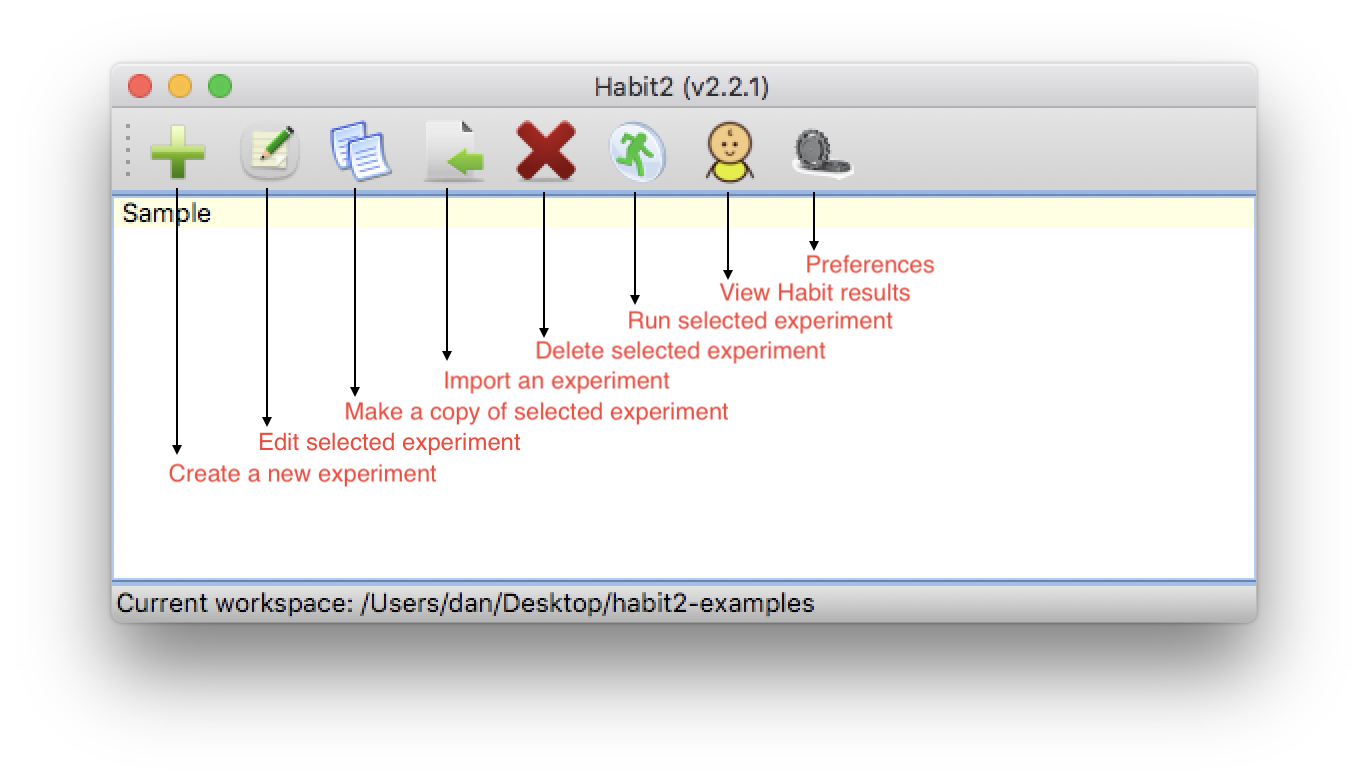 Habit2 (v2.2.1)
Sample
Preferences
View Habit results
Run selected experiment
Delete selected experiment
Import an experiment
Make a copy of selected experiment
Edit selected experiment
Create a new experiment
Current workspace: /Users/dan/Desktop/habit2-examples